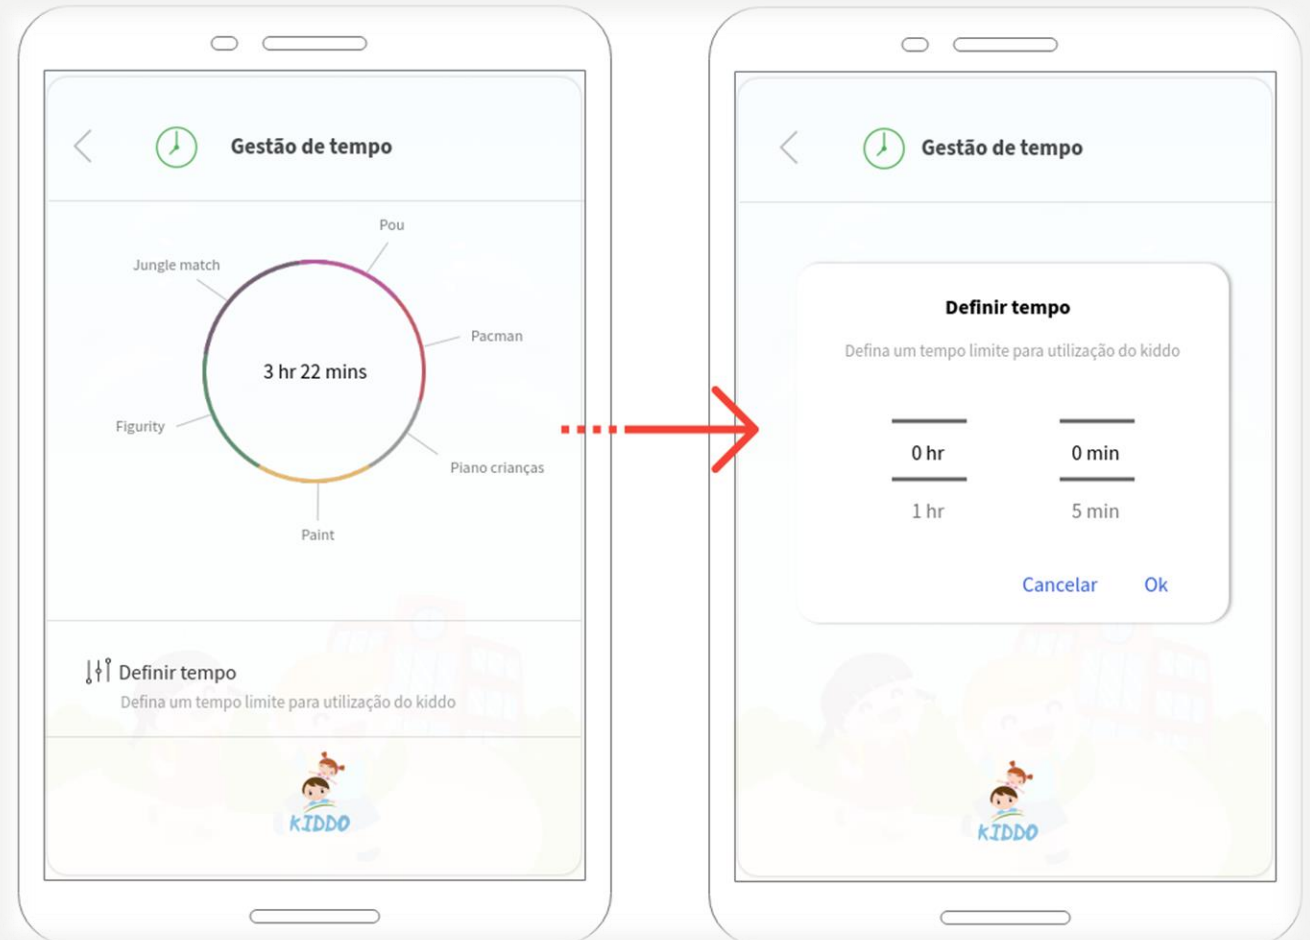 Gestão de tempo
Pou
Jungle match
Pacman
3 hr 22 mins
Figurity
Piano crianças
Paint
Definir tempo
Defina um tempo limite para utilização do kiddo
KIDDO
Gestão de tempo
Definir tempo
Defina um tempo limite para utilização do kiddo
0 hr 0 min
1 hr 5 min
Cancelar Ok
KIDDO